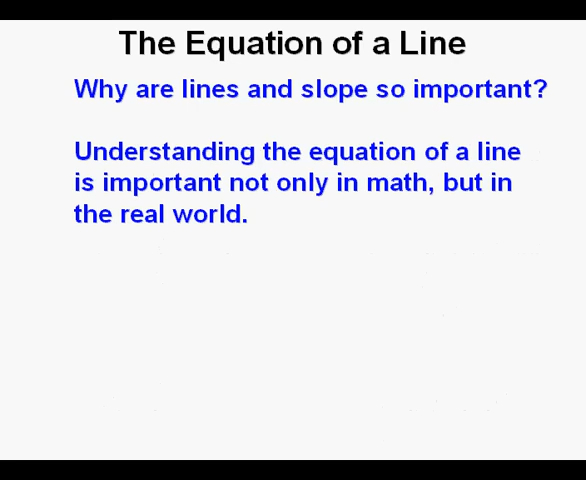 The Equation of a Line
Why are lines and slope so important?
Understanding the equation of a line
is important not only in math, but in
the real world.